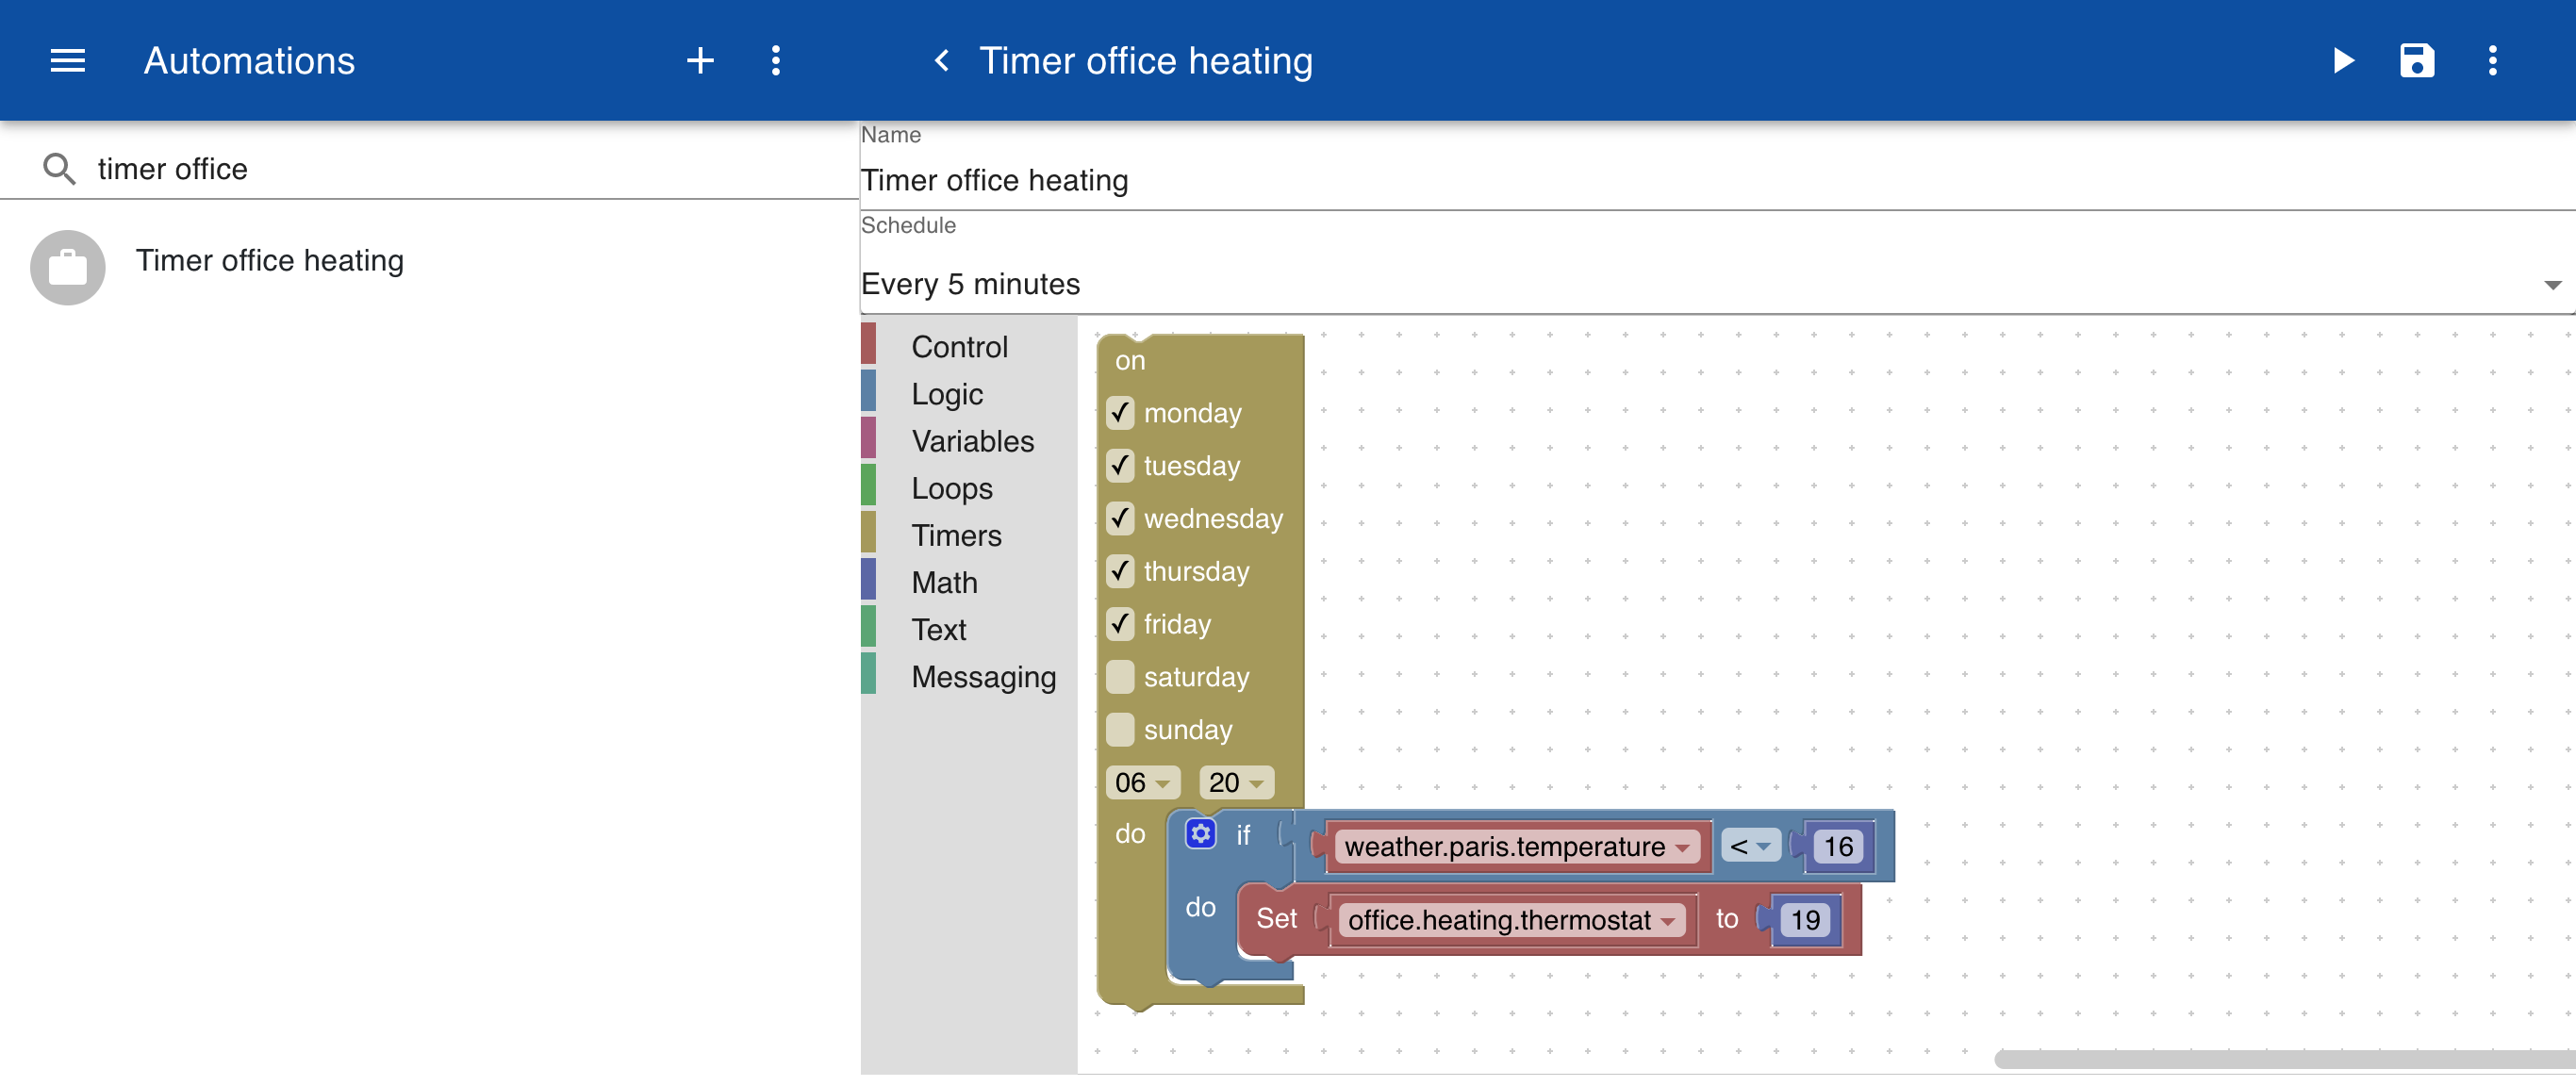 Automations
Timer office heating
timer office
Timer office heating
Name
Timer office heating
Schedule
Every 5 minutes
Control
Logic
Variables
Loops
Timers
Math
Text
Messaging
on
monday
tuesday
wednesday
thursday
friday
saturday
sunday
06 20
do if weather.paris.temperature < 16
do Set office.heating.thermostat to 19